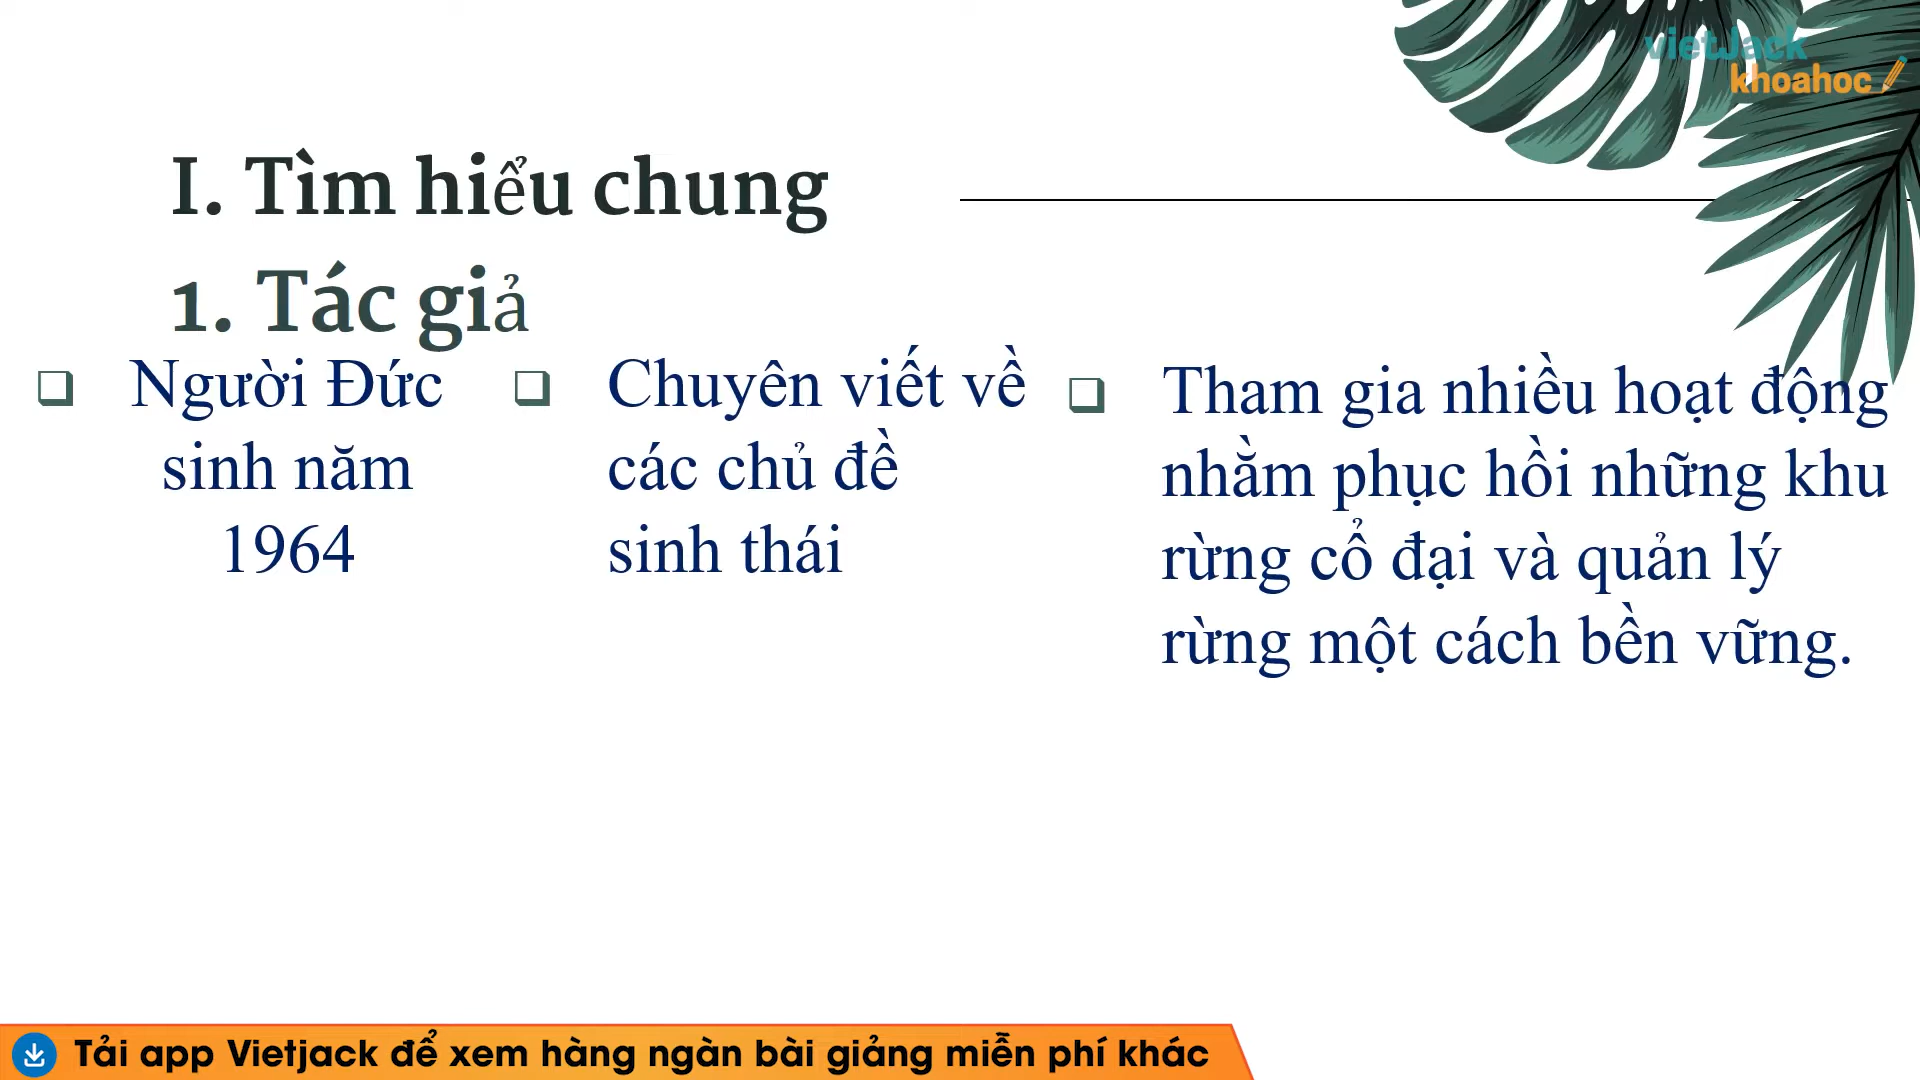 vietJack
khoahoc
I. Tìm hiểu chung
1. Tác giả
Người Đức
sinh năm
1964
Chuyên viết về
các chủ đề
sinh thái
Tham gia nhiều hoạt động
nhằm phục hồi những khu
rừng cổ đại và quản lý
rừng một cách bền vững.
Tải app Vietjack để xem hàng ngàn bài giảng miễn phí khác